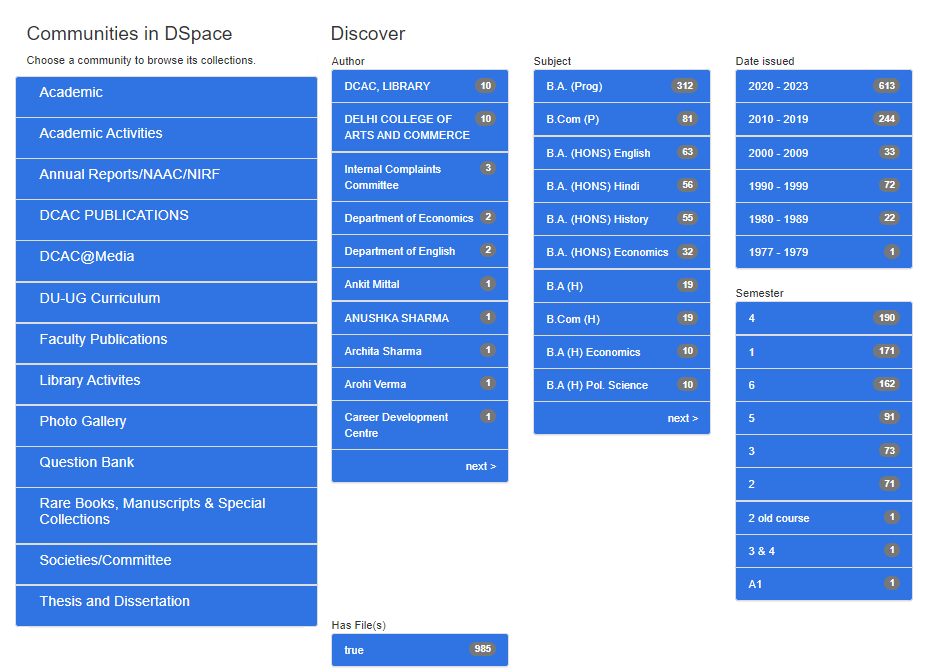 Communities in DSpace
Choose a community to browse its collections.
Academic
Academic Activities
Annual Reports/NAAC/NIRF
DCAC PUBLICATIONS
DCAC@Media
DU-UG Curriculum
Faculty Publications
Library Activites
Photo Gallery
Question Bank
Rare Books, Manuscripts & Special
Collections
Societies/Committee
Thesis and Dissertation
Discover
Author
DCAC, LIBRARY 10
DELHI COLLEGE OF 10
ARTS AND COMMERCE
Internal Complaints 3
Committee
Department of Economics 2
Department of English 2
Ankit Mittal 1
ANUSHKA SHARMA 1
Archita Sharma 1
Arohi Verma 1
Career Development 1
Centre
next >
Subject
B.A. (Prog) 312
B.Com (P) 81
B.A. (HONS) English 63
B.A. (HONS) Hindi 56
B.A. (HONS) History 55
B.A. (HONS) Economics 32
B.A (H) 19
B.Com (H) 19
B.A (H) Economics 10
B.A (H) Pol. Science 10
next >
Date issued
2020 - 2023 613
2010 - 2019 244
2000 - 2009 33
1990 - 1999 72
1980 - 1989 22
1977 - 1979 1
Semester
4 190
1 171
6 162
5 91
3 73
2 71
2 old course 1
3 & 4 1
A1 1
Has File(s)
true 985